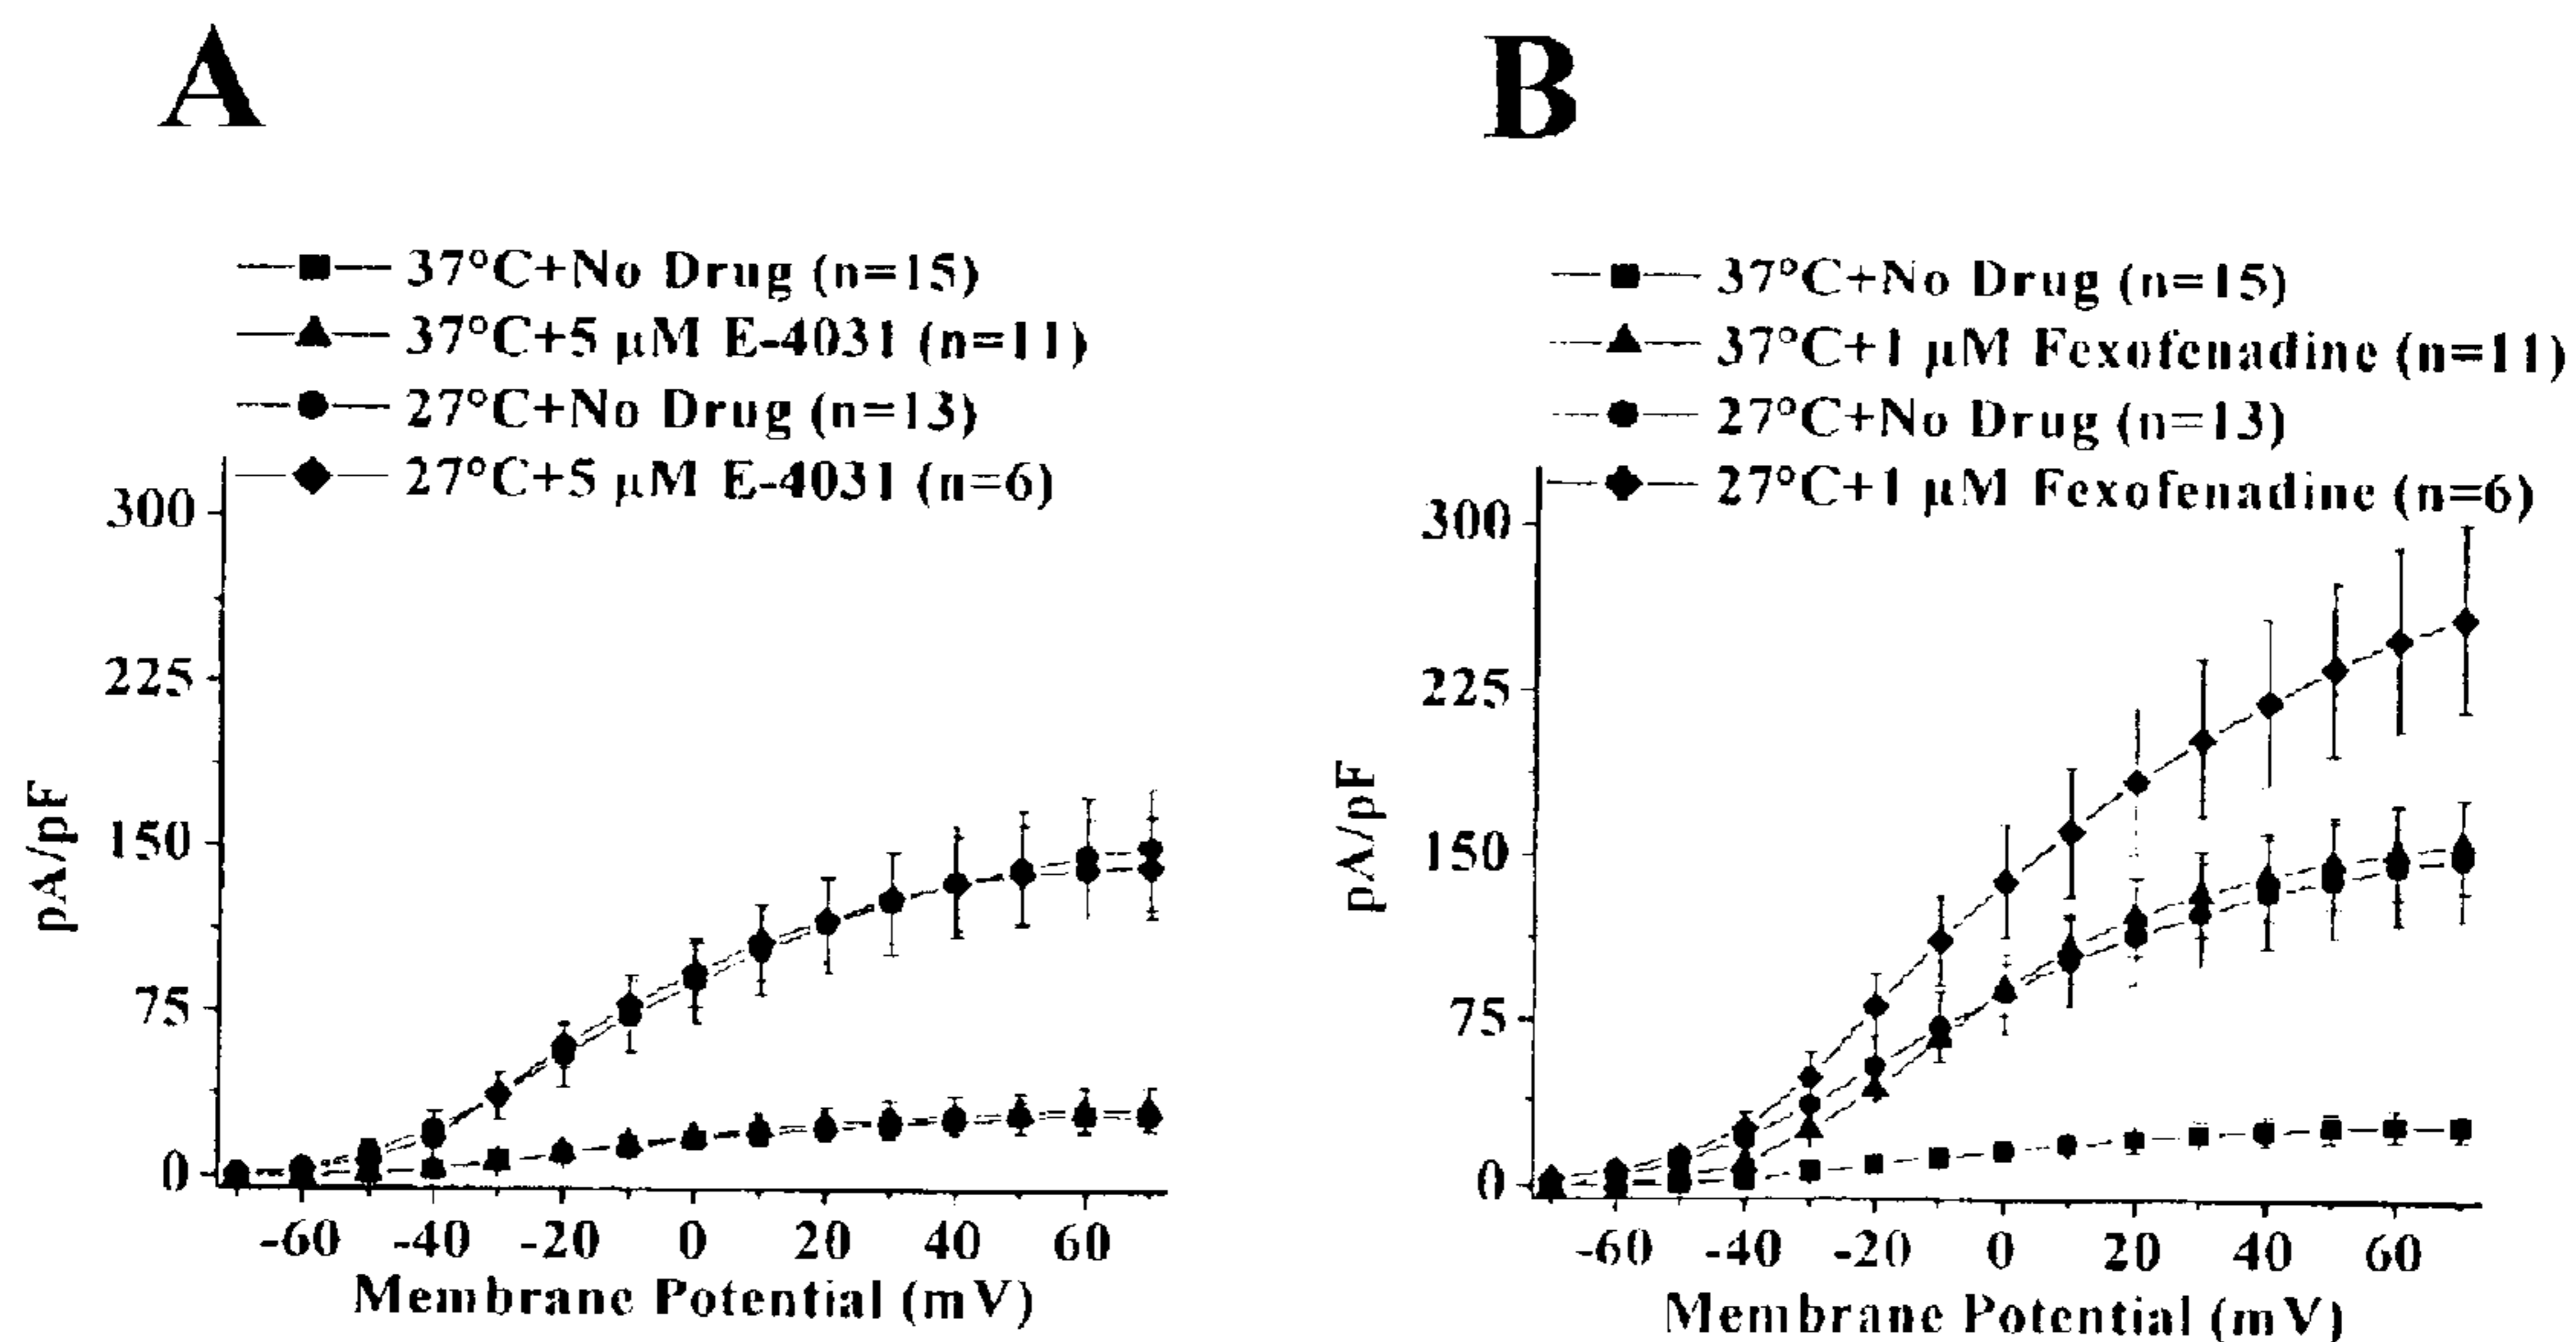 A
37°C+No Drug (n=15)
37°C+5 µM E-4031 (n=11)
27°C+No Drug (n=13)
27°C+5 µM E-4031 (n=6)
300
225
150
75
0
pA/pF
-60 -40 -20 0 20 40 60
Membrane Potential (mV)
B
37°C+No Drug (n=15)
37°C+1 µM Fexofenadine (n=11)
27°C+No Drug (n=13)
27°C+1 µM Fexofenadine (n=6)
300
225
150
75
0
pA/pF
-60 -40 -20 0 20 40 60
Membrane Potential (mV)